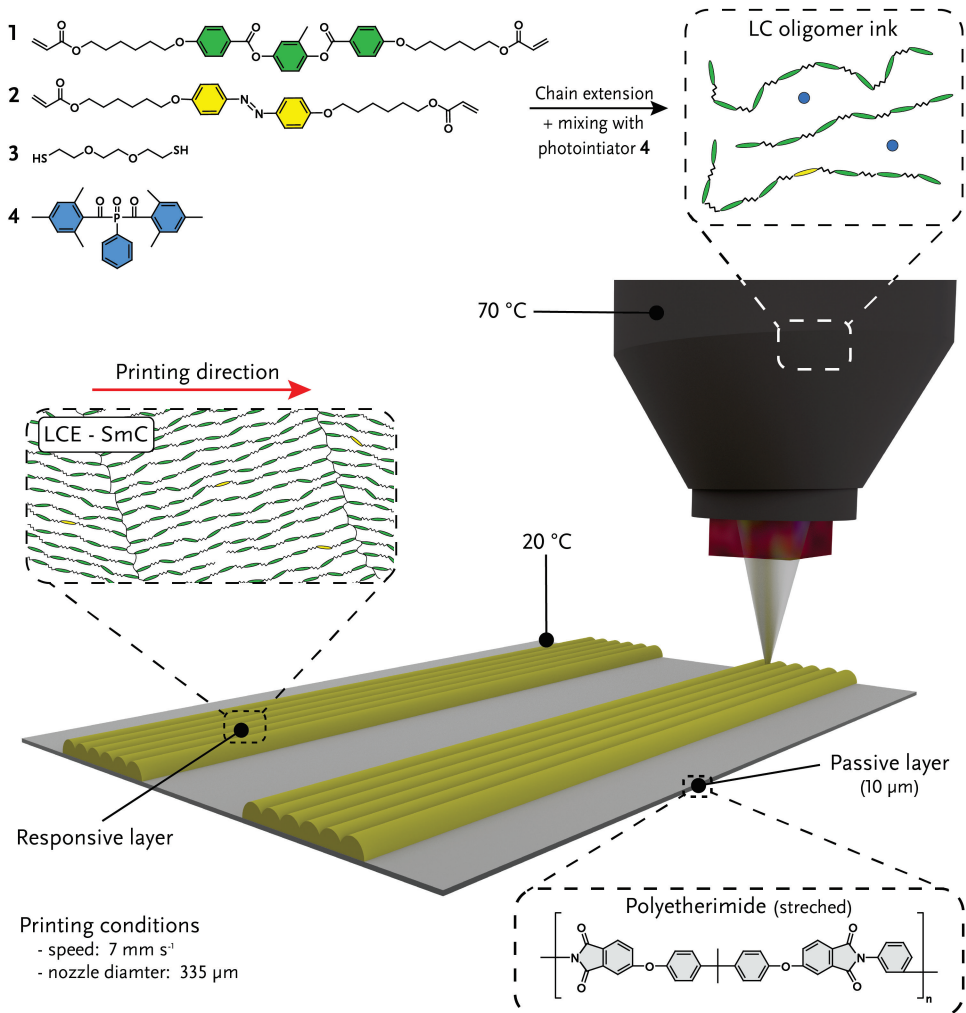 1
O
O
O
O
O
O
O
O
O
O
2
O
O
O
N
N
O
O
O
3
HS
O
O
SH
4
O
O
P
O
Chain extension
+ mixing with
photointiator 4
LC oligomer ink
70 °C
Printing direction
LCE - SmC
20 °C
Responsive layer
Passive layer
(10 µm)
Printing conditions
- speed: 7 mm s⁻¹
- nozzle diamter: 335 µm
Polyetherimide (streched)
O
N
O
O
O
O
N
O
n